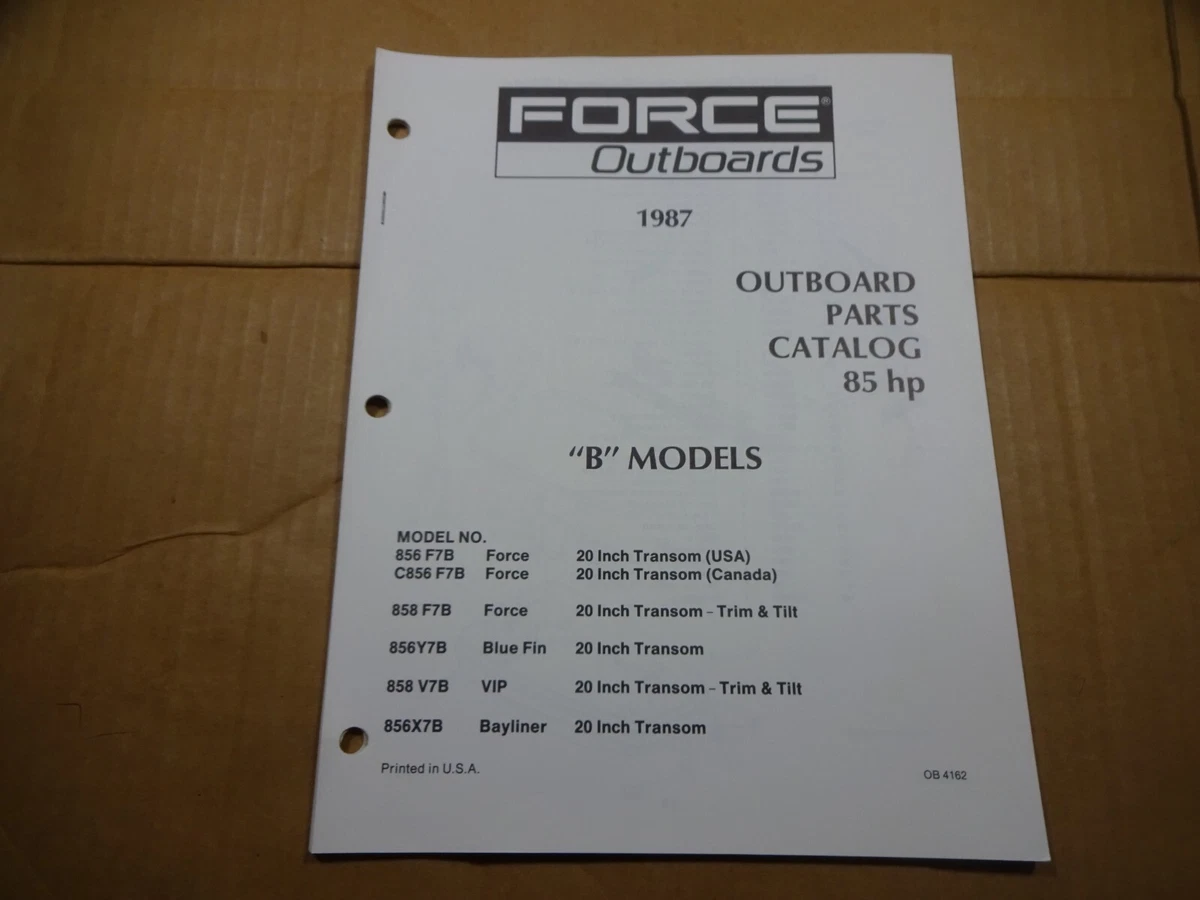 FORCE®
Outboards
1987
OUTBOARD
PARTS
CATALOG
85 hp
“B” MODELS
MODEL NO.
856 F7B Force 20 Inch Transom (USA)
C856 F7B Force 20 Inch Transom (Canada)
858 F7B Force 20 Inch Transom – Trim & Tilt
856Y7B Blue Fin 20 Inch Transom
858 V7B VIP 20 Inch Transom – Trim & Tilt
856X7B Bayliner 20 Inch Transom
Printed in U.S.A. OB 4162